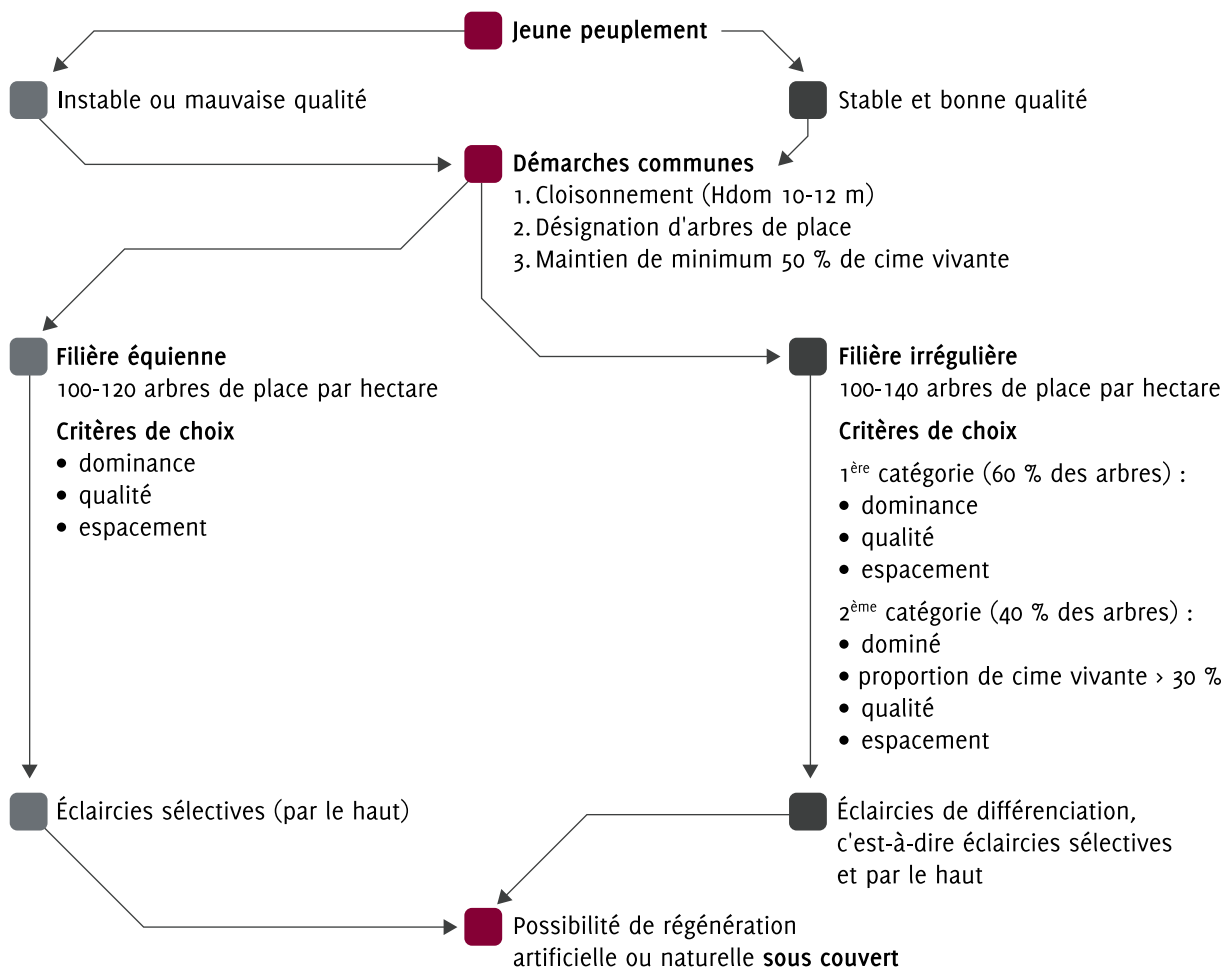 Jeune peuplement
Instable ou mauvaise qualité
Stable et bonne qualité
Démarches communes
1. Cloisonnement (Hdom 10-12 m)
2. Désignation d'arbres de place
3. Maintien de minimum 50 % de cime vivante
Filière équienne
100-120 arbres de place par hectare
Critères de choix
• dominance
• qualité
• espacement
Filière irrégulière
100-140 arbres de place par hectare
Critères de choix
1ère catégorie (60 % des arbres) :
• dominance
• qualité
• espacement
2ème catégorie (40 % des arbres) :
• dominé
• proportion de cime vivante > 30 %
• qualité
• espacement
Éclaircies sélectives (par le haut)
Éclaircies de différenciation,
c'est-à-dire éclaircies sélectives
et par le haut
Possibilité de régénération
artificielle ou naturelle sous couvert